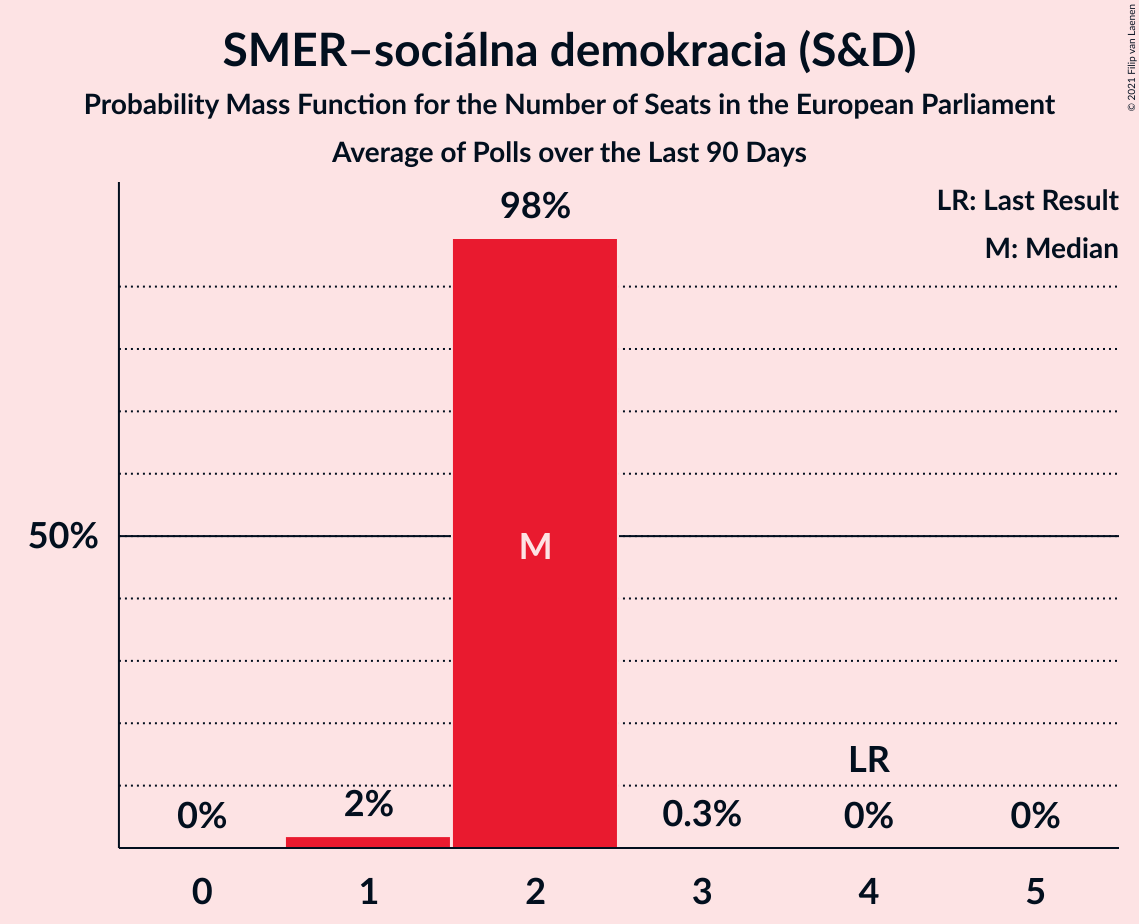 © 2021 Filip van Laenen
SMER–sociálna demokracia (S&D)
Probability Mass Function for the Number of Seats in the European Parliament
Average of Polls over the Last 90 Days
LR: Last Result
M: Median
98%
50%
M
LR
0%
2%
0.3%
0%
0%
0
1
2
3
4
5